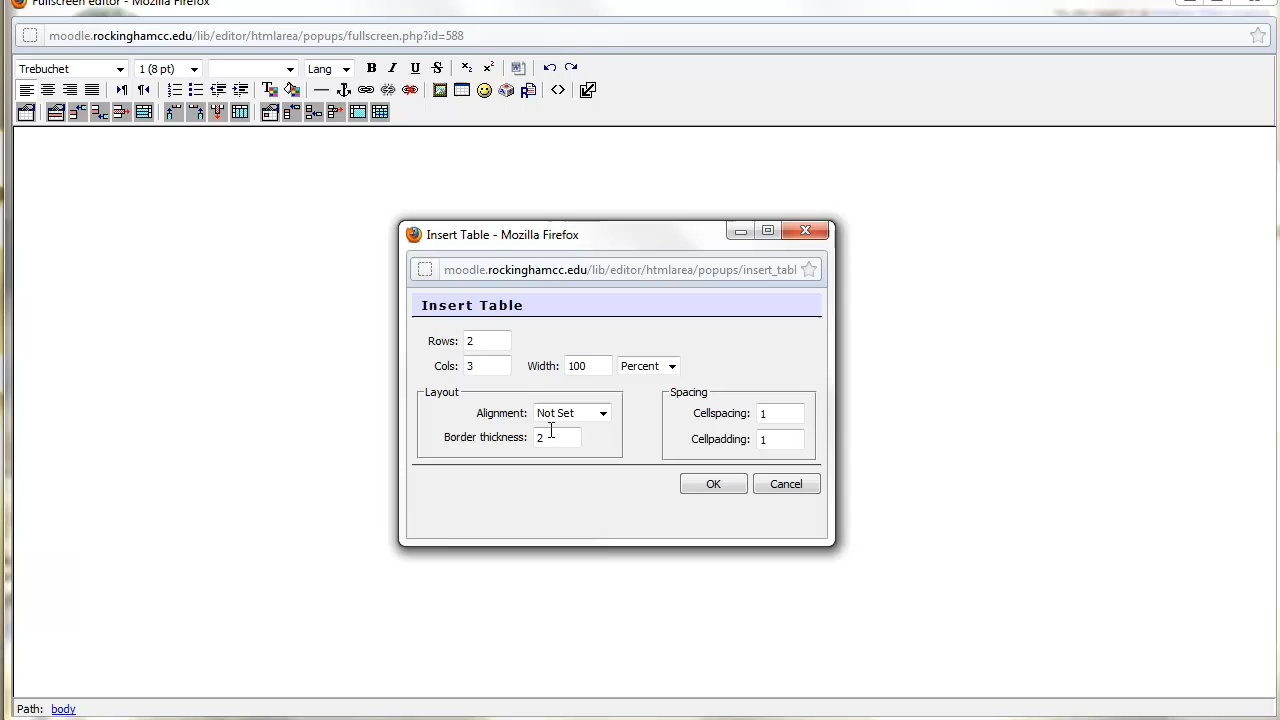 Fullscreen editor - Mozilla Firefox
moodle.rockinghamcc.edu/lib/editor/htmlarea/popups/fullscreen.php?id=588
Trebuchet 1 (8 pt) Lang B I U S x₂ x²
Insert Table - Mozilla Firefox
moodle.rockinghamcc.edu/lib/editor/htmlarea/popups/insert_tabl
Insert Table
Rows: 2
Cols: 3 Width: 100 Percent
Layout Spacing
Alignment: Not Set Cellspacing: 1
Border thickness: 2 Cellpadding: 1
OK Cancel
Path: body